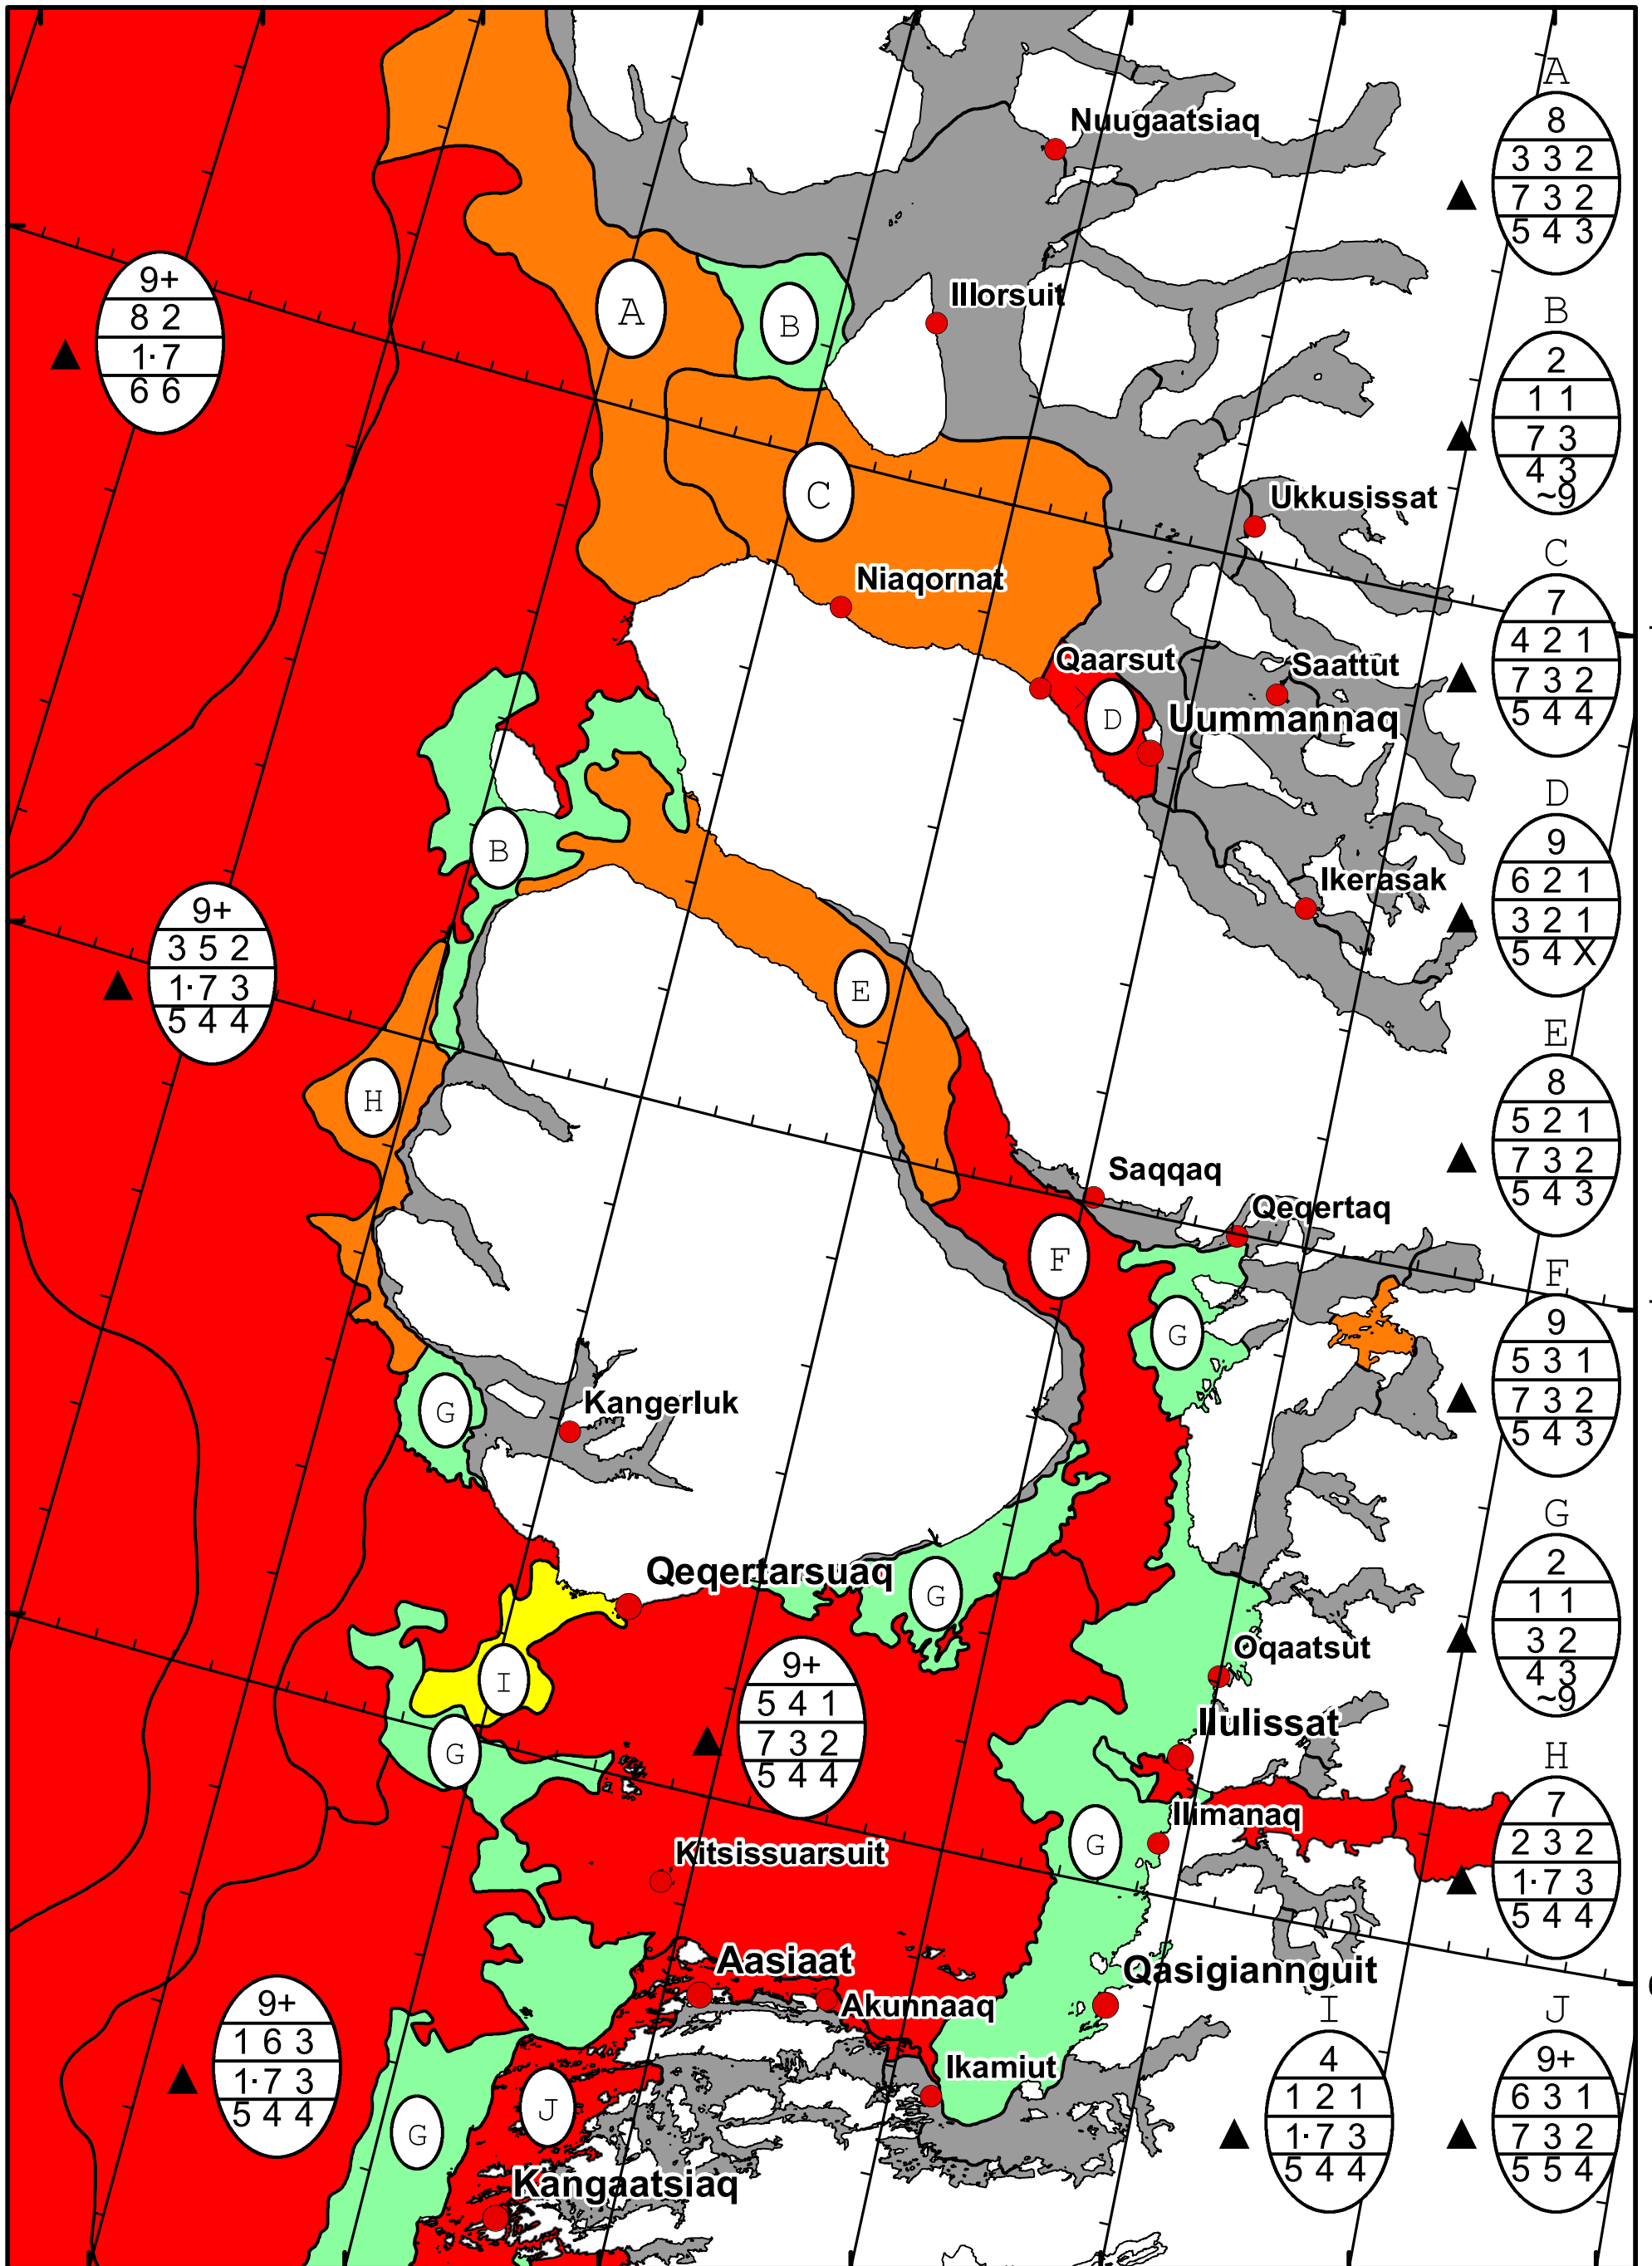 A
8
3 3 2
7 3 2
5 4 3
Nuugaatsiaq
9+
8 2
1·7
6 6
A
B
Illorsuit
B
2
1 1
7 3
4 3
~9
C
Ukkusissat
Niaqornat
C
7
4 2 1
7 3 2
5 4 4
Qaarsut
Saattut
D
Uummannaq
B
D
9
6 2 1
3 2 1
5 4 X
Ikerasak
9+
3 5 2
1·7 3
5 4 4
E
E
8
5 2 1
7 3 2
5 4 3
H
Saqqaq
Qeqertaq
F
F
9
5 3 1
7 3 2
5 4 3
G
G
Kangerluk
G
2
1 1
3 2
4 3
~9
Qeqertarsuaq
G
Oqaatsut
I
9+
5 4 1
7 3 2
5 4 4
Ilulissat
G
H
7
2 3 2
1·7 3
5 4 4
Ilimanaq
G
Kitsissuarsuit
Aasiaat
Qasigiannguit
Akunnaaq
9+
1 6 3
1·7 3
5 4 4
I
4
1 2 1
1·7 3
5 4 4
J
9+
6 3 1
7 3 2
5 5 4
Ikamiut
J
G
Kangaatsiaq